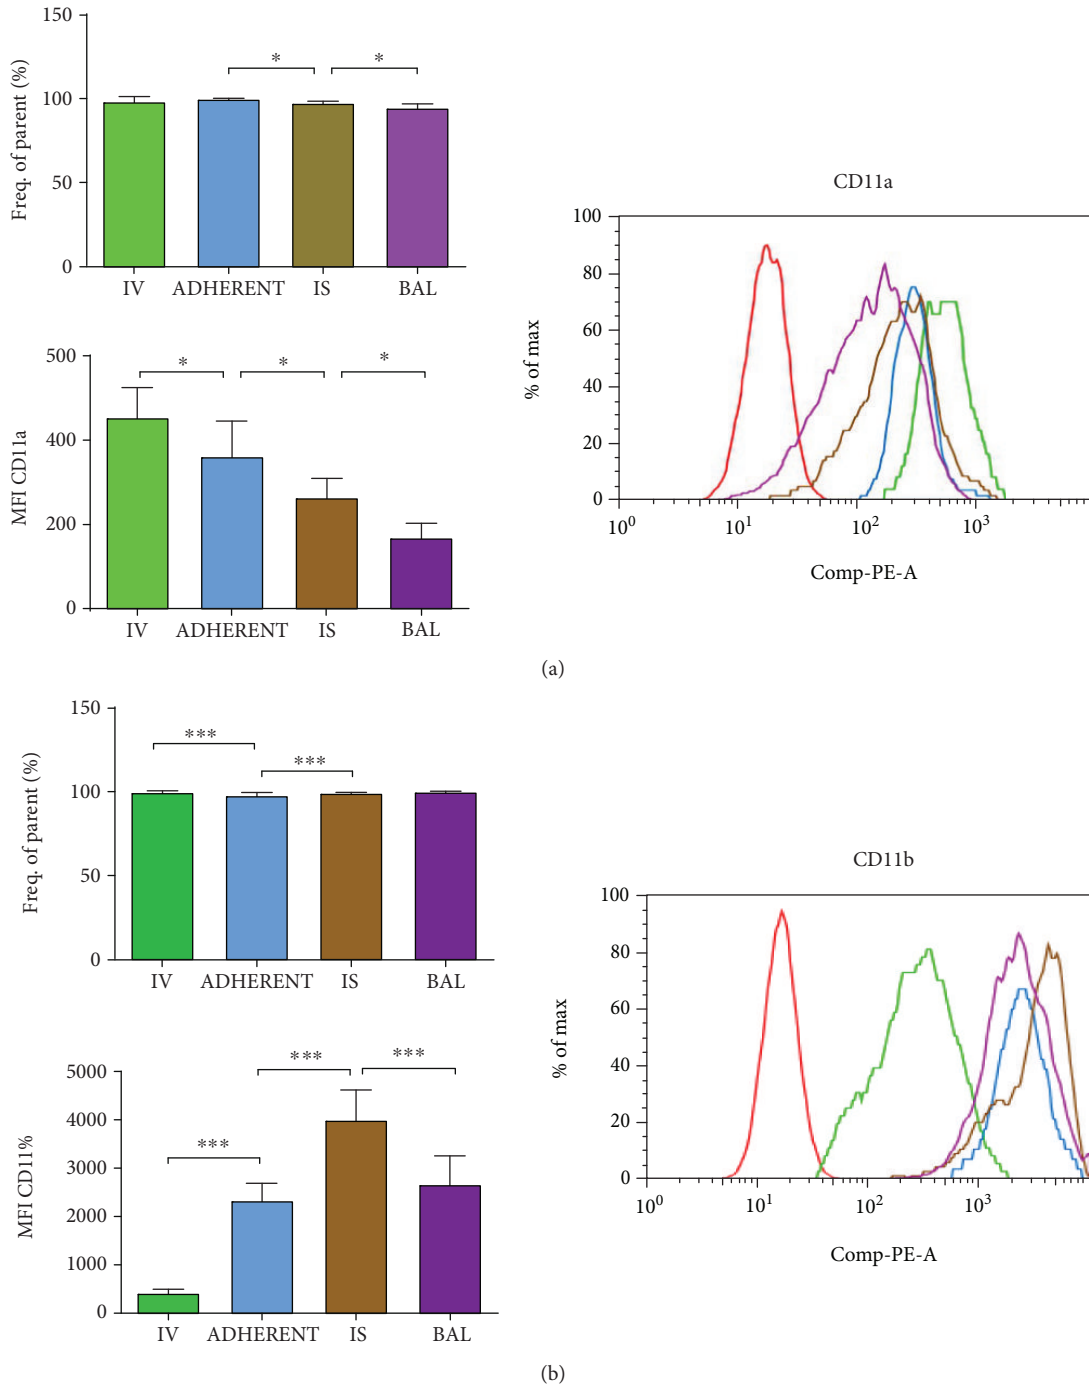 150
100
50
0
Freq. of parent (%)
*
*
IV
ADHERENT
IS
BAL
500
400
200
0
MFI CD11a
*
*
*
IV
ADHERENT
IS
BAL
CD11a
100
80
60
40
20
0
% of max
10^0
10^1
10^2
10^3
Comp-PE-A
(a)
150
100
50
0
Freq. of parent (%)
***
***
IV
ADHERENT
IS
BAL
5000
4000
3000
2000
1000
0
MFI CD11%
***
***
***
IV
ADHERENT
IS
BAL
CD11b
100
80
60
40
20
0
% of max
10^0
10^1
10^2
10^3
Comp-PE-A
(b)